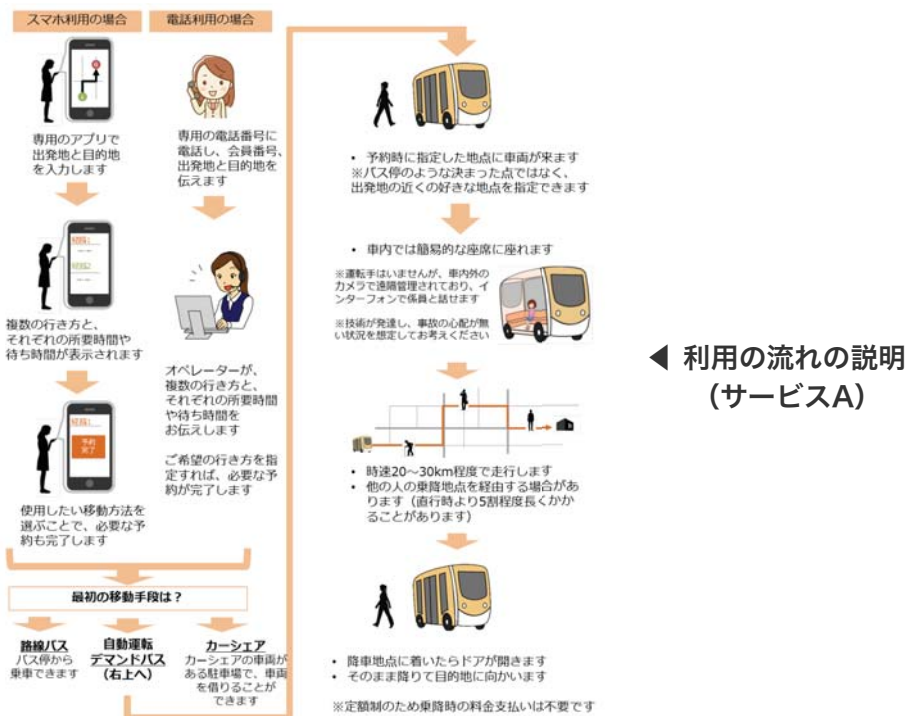 スマホ利用の場合
専用のアプリで
出発地と目的地
を入力します
複数の行き方と、
それぞれの所要時間や
待ち時間が表示されます
予約
完了
使用したい移動方法を
選ぶことで、必要な予
約も完了します
電話利用の場合
専用の電話番号に
電話し、会員番号、
出発地と目的地を
伝えます
オペレーターが、
複数の行き方と、
それぞれの所要時間
や待ち時間を
お伝えします
ご希望の行き方を指
定すれば、必要な予
約が完了します
最初の移動手段は？
路線バス
バス停から
乗車できます
自動運転
デマンドバス
(右上へ)
カーシェア
カーシェアの車両が
ある駐車場で、車両
を借りることが
できます
・ 予約時に指定した地点に車両が来ます
※バス停のような決まった点ではなく、
出発地の近くの好きな地点を指定できます
・ 車内では簡易的な座席に座れます
※運転手はいませんが、車内外の
カメラで遠隔管理されており、イ
ンターフォンで係員と話せます
※技術が発達し、事故の心配が無
い状況を想定してお考えください
・ 時速20～30km程度で走行します
・ 他の人の乗降地点を経由する場合があ
ります（直行時より5割程度長くかか
ることがあります）
・ 降車地点に着いたらドアが開きます
・ そのまま降りて目的地に向かいます
※定額制のため乗降時の料金支払いは不要です
◀ 利用の流れの説明
（サービスA）